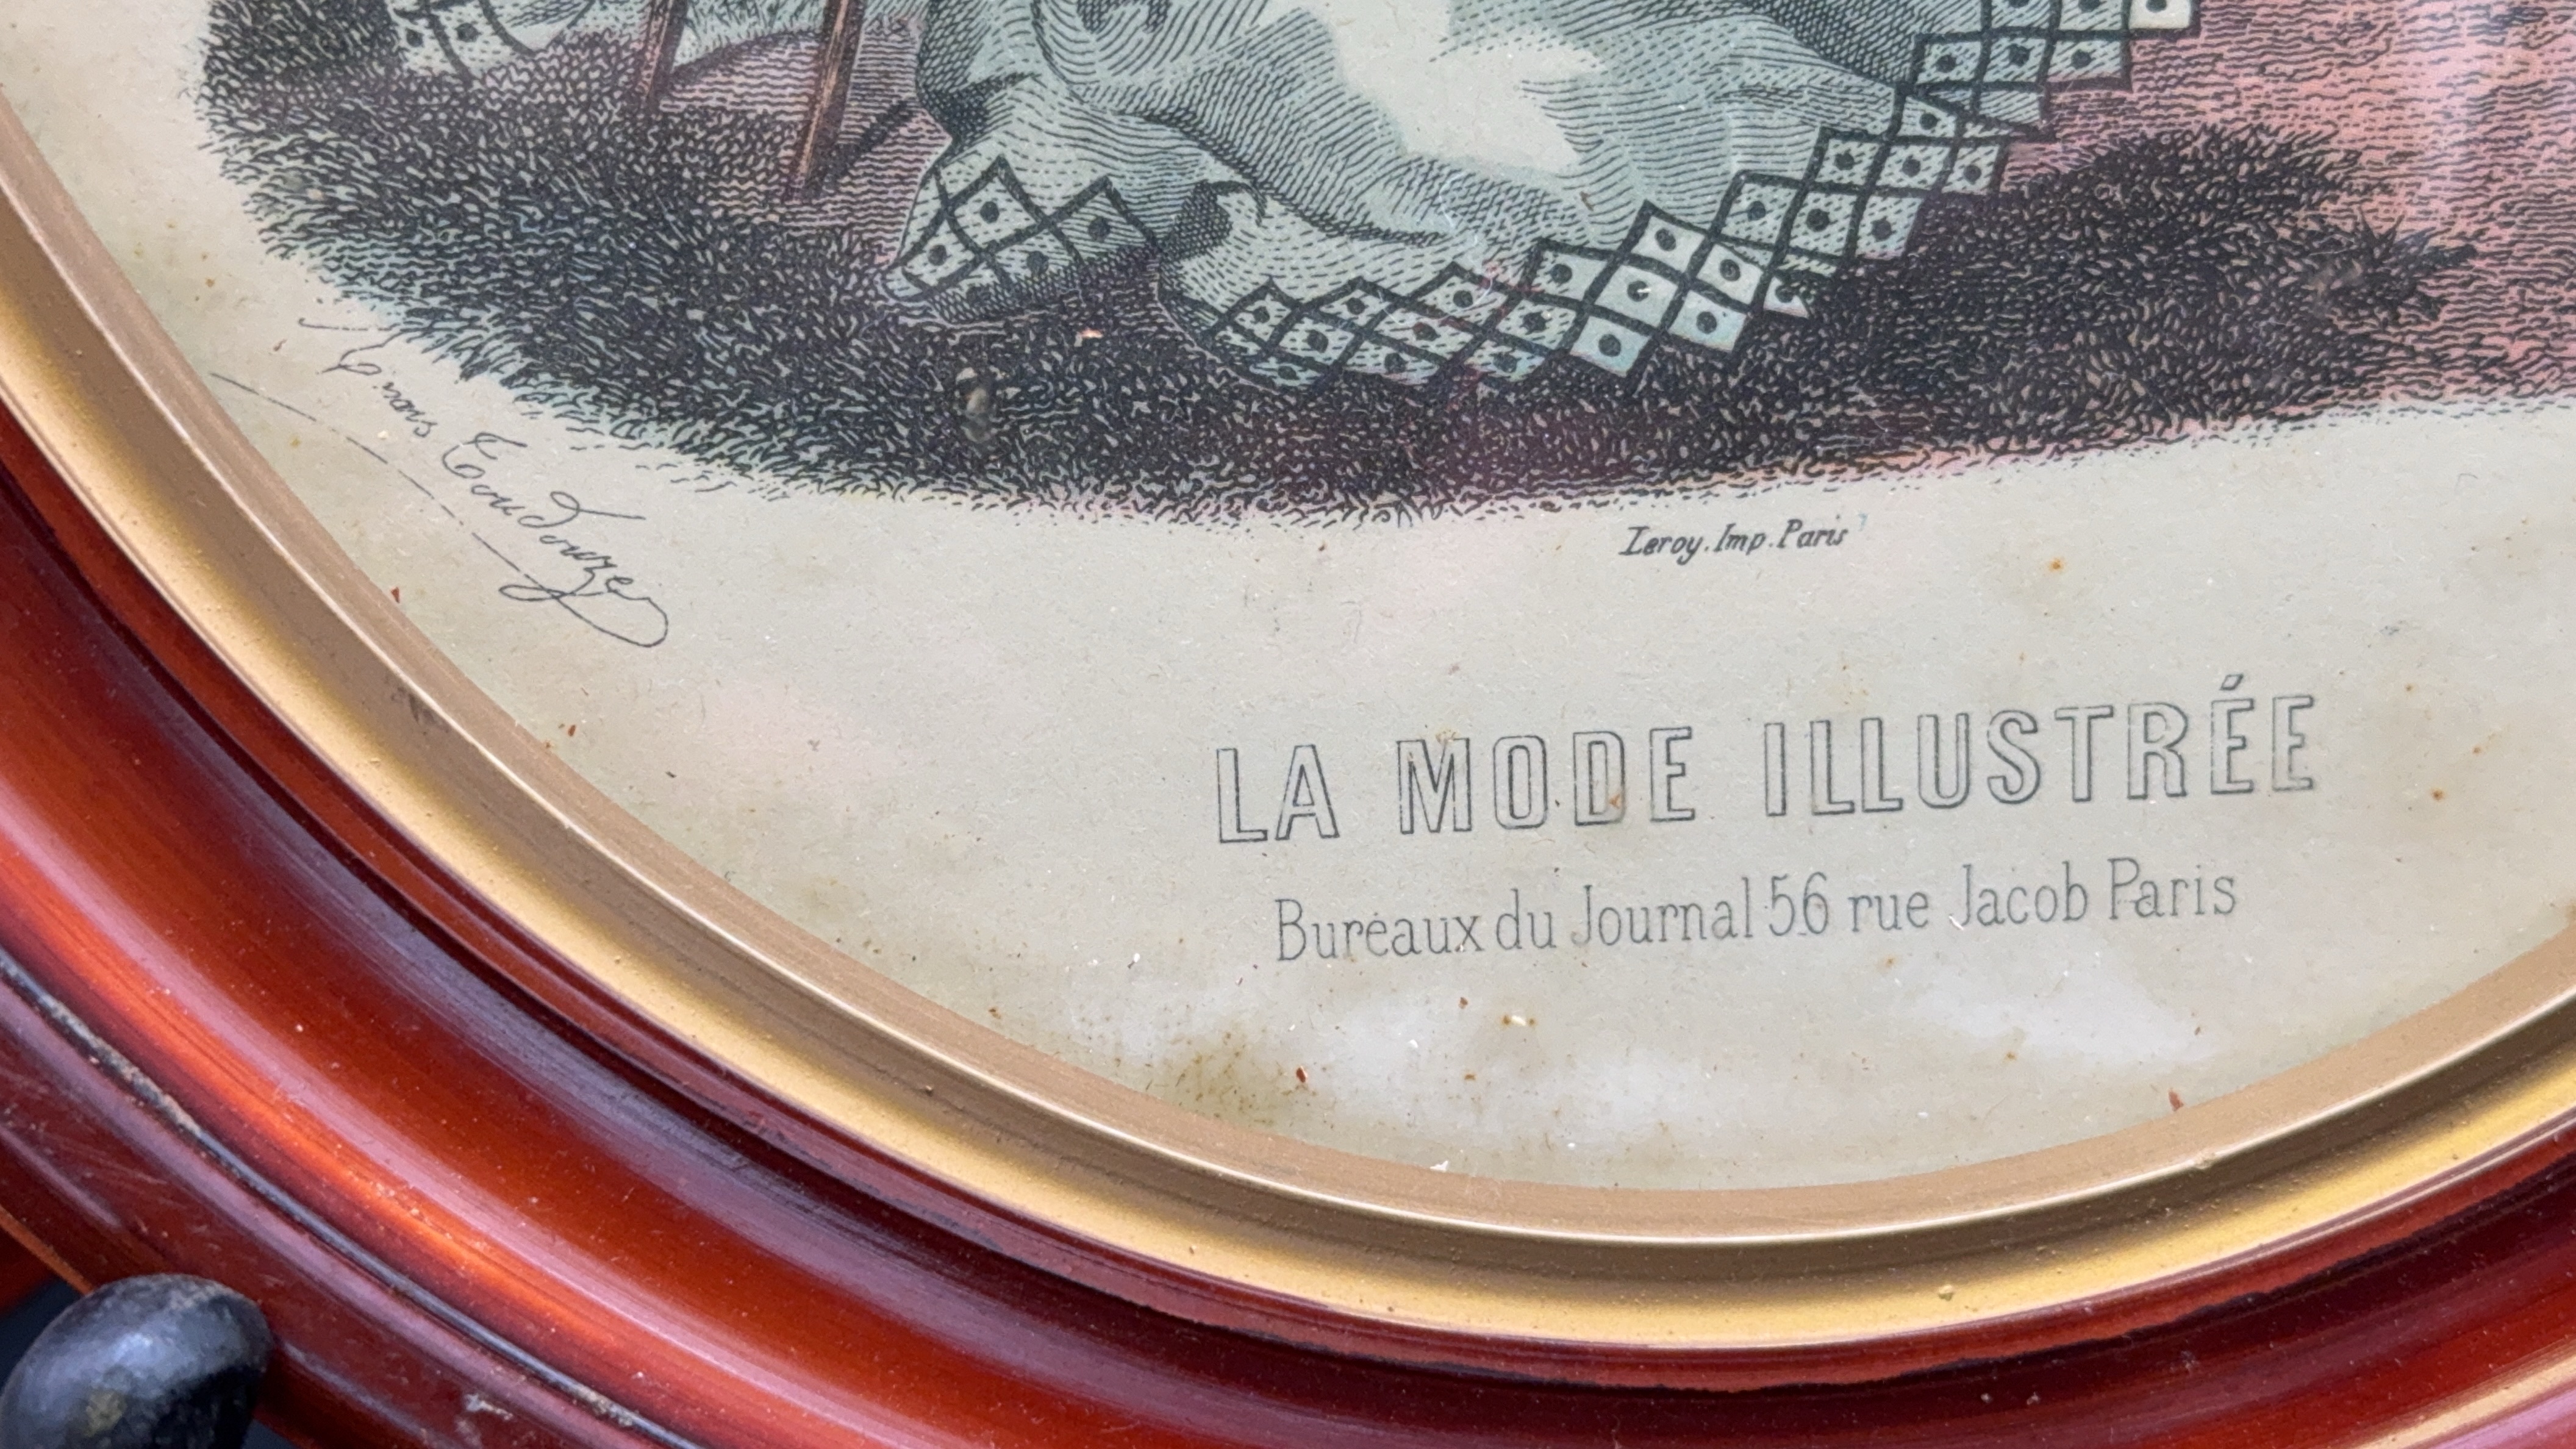 Anaïs Toudouze
Leroy. Imp. Paris
LA MODE ILLUSTRÉE
Bureaux du Journal 56 rue Jacob Paris